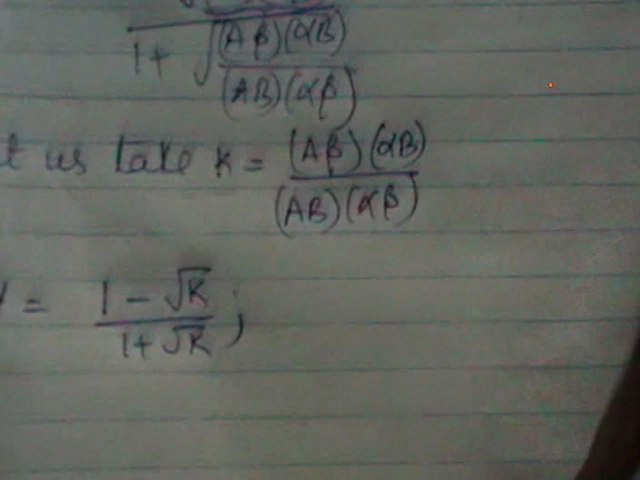 1 + √((Aβ)(αB) / (AB)(αβ))
us take K = (Aβ)(αB) / (AB)(αβ)
= (1 - √K) / (1 + √K) ;